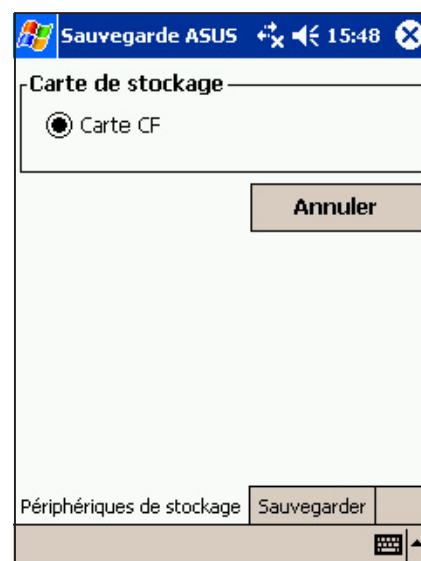 Sauvegarde ASUS 15:48
Carte de stockage
Carte CF
Annuler
Périphériques de stockage Sauvegarder